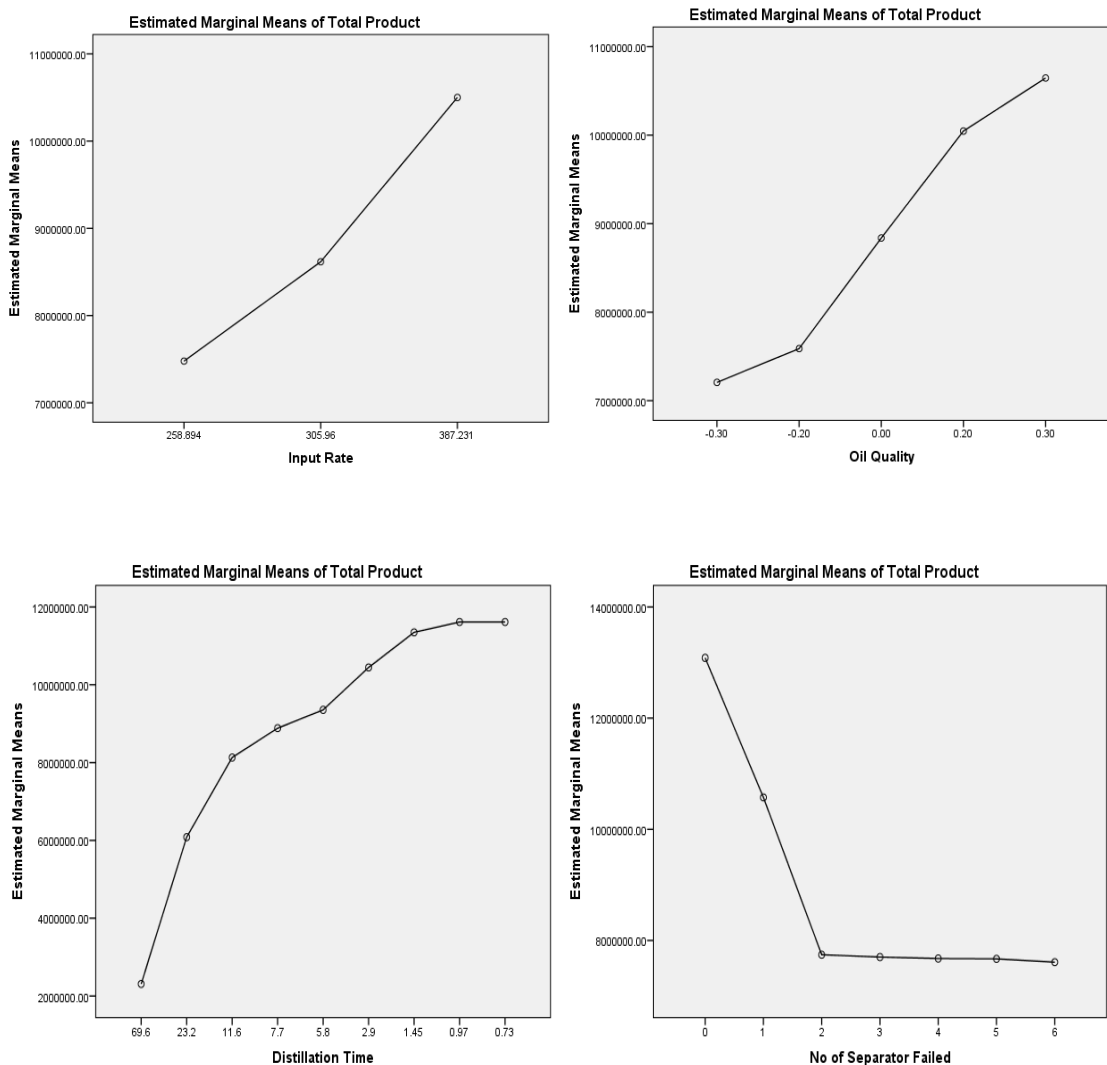 Estimated Marginal Means of Total Product
11000000.00
10000000.00
9000000.00
8000000.00
7000000.00
Estimated Marginal Means
258.894 305.96 387.231
Input Rate
Estimated Marginal Means of Total Product
11000000.00
10000000.00
9000000.00
8000000.00
7000000.00
Estimated Marginal Means
-0.30 -0.20 0.00 0.20 0.30
Oil Quality
Estimated Marginal Means of Total Product
12000000.00
10000000.00
8000000.00
6000000.00
4000000.00
2000000.00
Estimated Marginal Means
69.6 23.2 11.6 7.7 5.8 2.9 1.45 0.97 0.73
Distillation Time
Estimated Marginal Means of Total Product
14000000.00
12000000.00
10000000.00
8000000.00
Estimated Marginal Means
0 1 2 3 4 5 6
No of Separator Failed